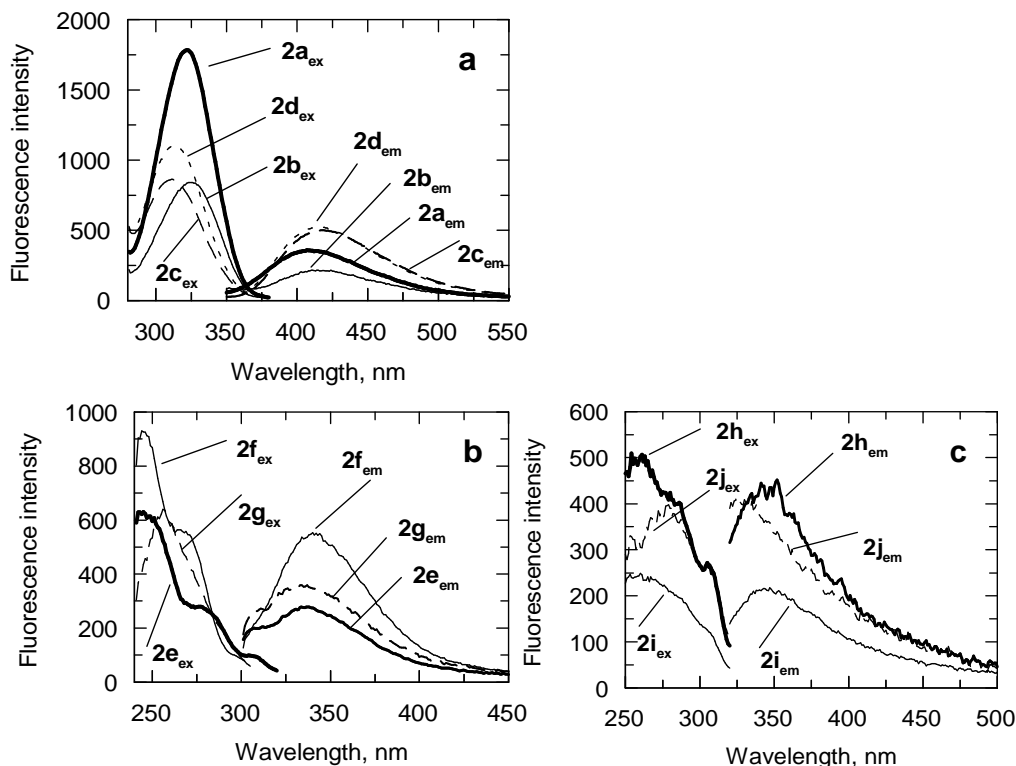 2000
1500
1000
500
0
Fluorescence intensity
a
2a_ex
2d_ex
2b_ex
2c_ex
2d_em
2b_em
2a_em
2c_em
300 350 400 450 500 550
Wavelength, nm
1000
800
600
400
200
0
Fluorescence intensity
b
2f_ex
2g_ex
2e_ex
2f_em
2g_em
2e_em
250 300 350 400 450
Wavelength, nm
600
500
400
300
200
100
0
Fluorescence intensity
c
2h_ex
2j_ex
2i_ex
2h_em
2j_em
2i_em
250 300 350 400 450 500
Wavelength, nm